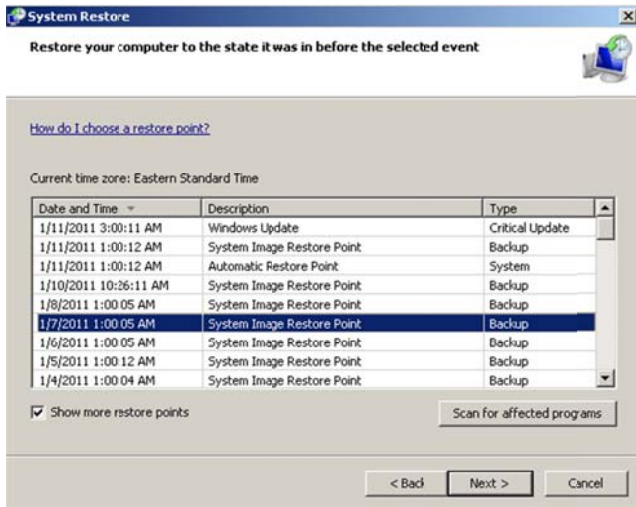 System Restore
Restore your computer to the state it was in before the selected event
How do I choose a restore point?
Current time zone: Eastern Standard Time
Date and Time Description Type
1/11/2011 3:00:11 AM Windows Update Critical Update
1/11/2011 1:00:12 AM System Image Restore Point Backup
1/11/2011 1:00:12 AM Automatic Restore Point System
1/10/2011 10:26:11 AM System Image Restore Point Backup
1/8/2011 1:00:05 AM System Image Restore Point Backup
1/7/2011 1:00:05 AM System Image Restore Point Backup
1/6/2011 1:00:05 AM System Image Restore Point Backup
1/5/2011 1:00:12 AM System Image Restore Point Backup
1/4/2011 1:00:04 AM System Image Restore Point Backup
Show more restore points
Scan for affected programs
< Back Next > Cancel